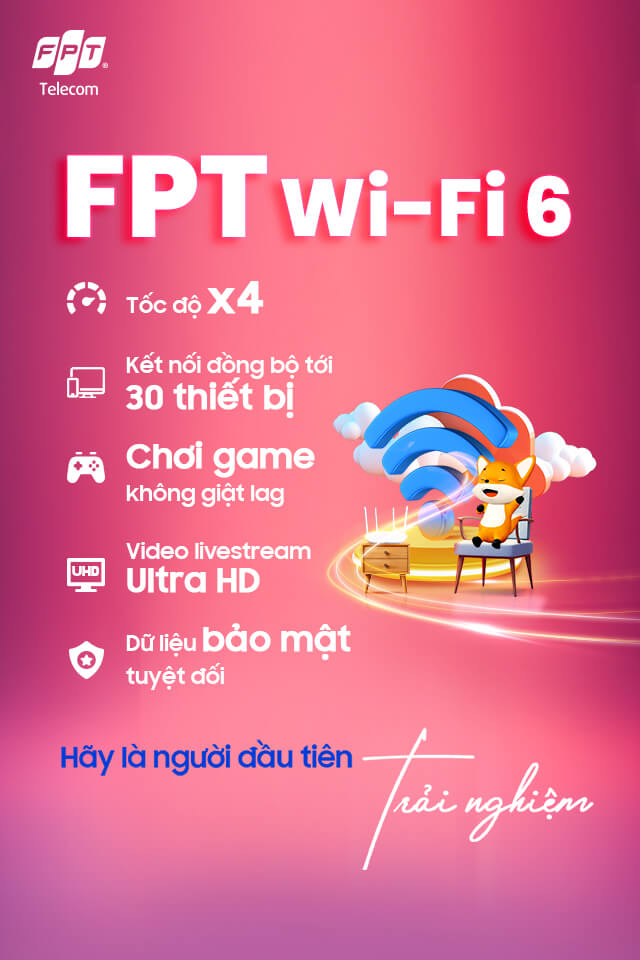 FPT®
Telecom
FPT Wi-Fi 6
Tốc độ x4
Kết nối đồng bộ tới
30 thiết bị
Chơi game
không giật lag
UHD
Video livestream
Ultra HD
Dữ liệu bảo mật
tuyệt đối
Hãy là người đầu tiên
Trải nghiệm